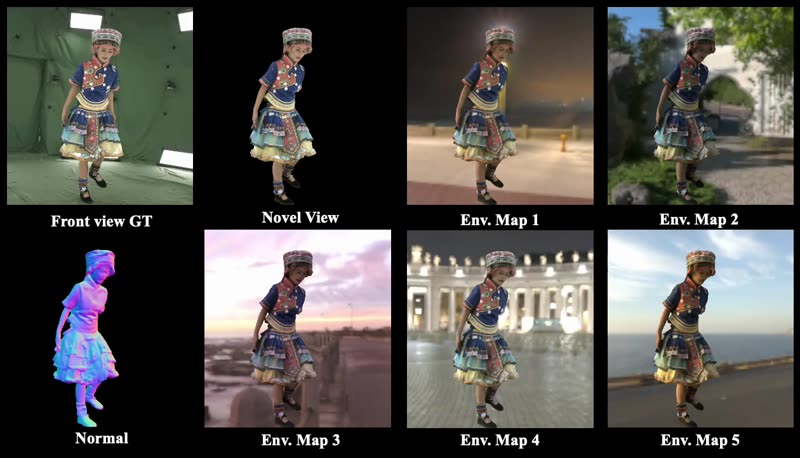 Front view GT
Novel View
Env. Map 1
Env. Map 2
Normal
Env. Map 3
Env. Map 4
Env. Map 5